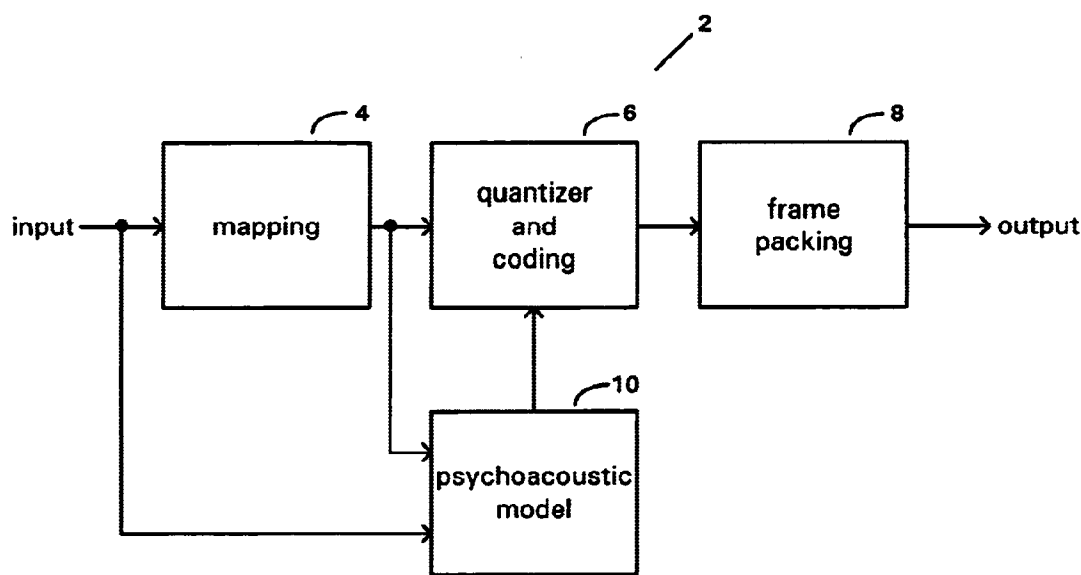 2
4
6
8
input
mapping
quantizer
and
coding
frame
packing
output
10
psychoacoustic
model